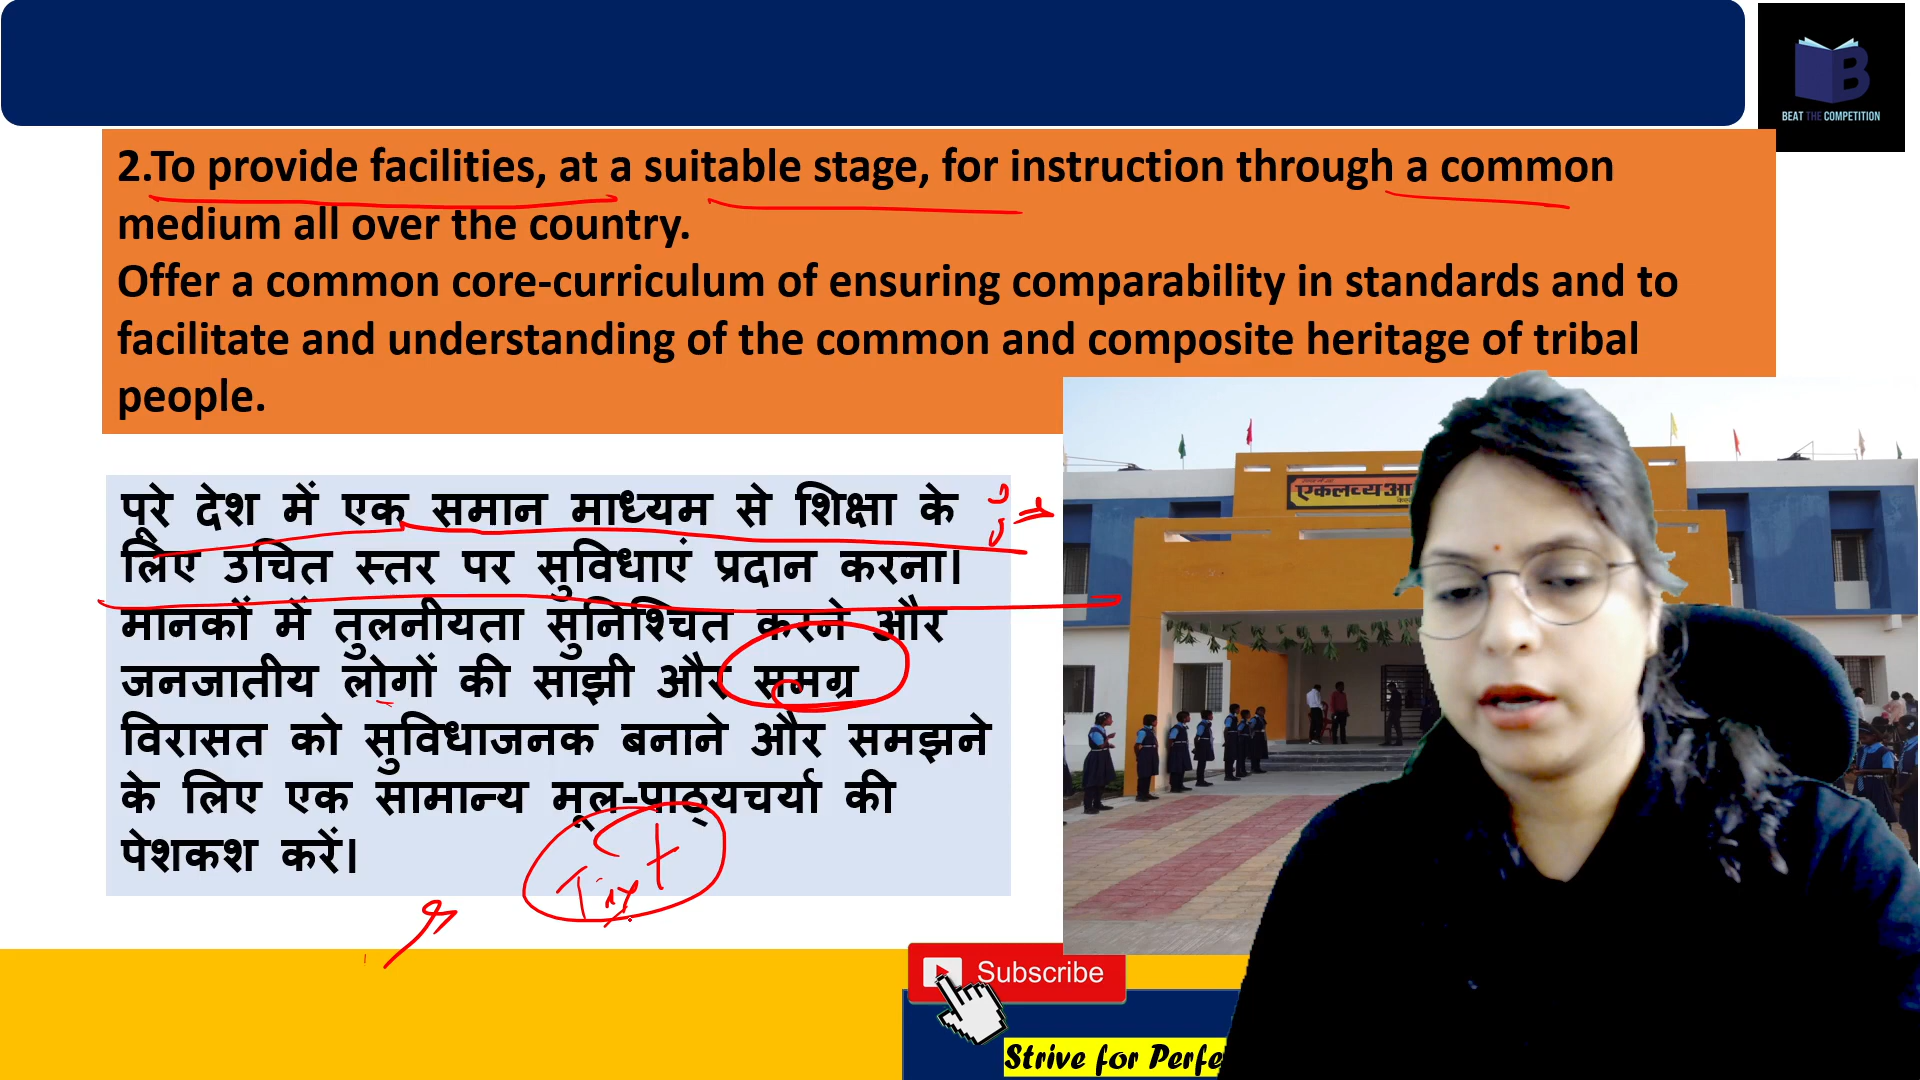 BEAT THE COMPETITION
2.To provide facilities, at a suitable stage, for instruction through a common
medium all over the country.
Offer a common core-curriculum of ensuring comparability in standards and to
facilitate and understanding of the common and composite heritage of tribal
people.
पूरे देश में एक समान माध्यम से शिक्षा के
लिए उचित स्तर पर सुविधाएं प्रदान करना।
मानकों में तुलनीयता सुनिश्चित करने और
जनजातीय लोगों की साझी और समग्र
विरासत को सुविधाजनक बनाने और समझने
के लिए एक सामान्य मूल-पाठ्यचर्या की
पेशकश करें।
एकलव्य आ
Subscribe
Strive for Perfe